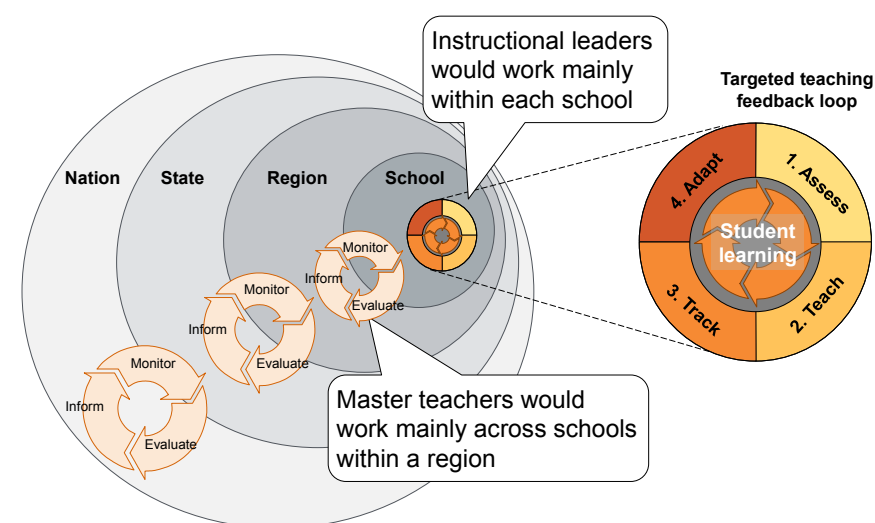 Instructional leaders
would work mainly
within each school
Targeted teaching
feedback loop
Nation
State
Region
School
4. Adapt
1. Assess
Student
learning
3. Track
2. Teach
Monitor
Inform
Evaluate
Monitor
Inform
Evaluate
Monitor
Inform
Evaluate
Master teachers would
work mainly across schools
within a region